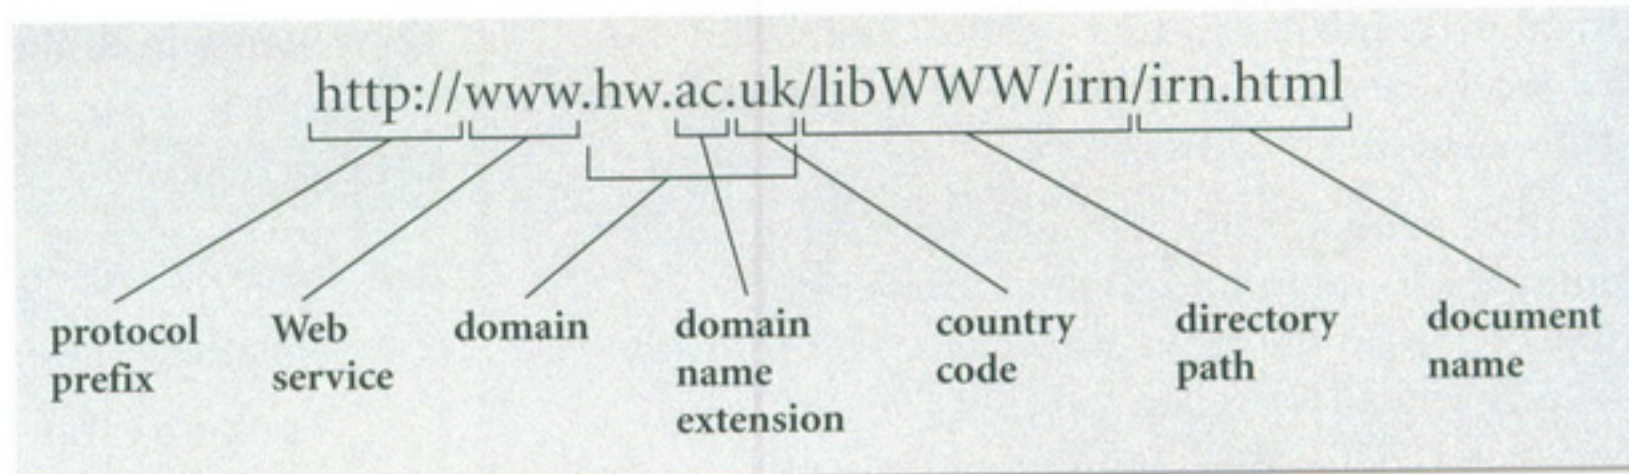 http://www.hw.ac.uk/libWWW/irn/irn.html
protocol prefix
Web service
domain
domain name extension
country code
directory path
document name